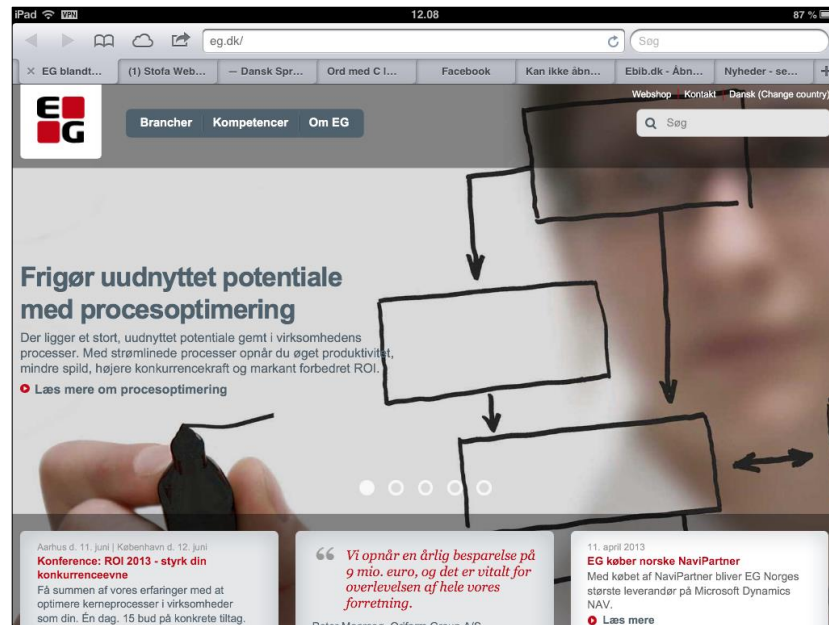 iPad VPN 12.08 87 %
eg.dk/ Søg
EG blandt... (1) Stofa Web... — Dansk Spr... Ord med C I... Facebook Kan ikke åbn... Ebib.dk - Åbn... Nyheder - se...
Webshop Kontakt Dansk (Change country)
EG
Brancher Kompetencer Om EG
Søg
Frigør uudnyttet potentiale
med procesoptimering
Der ligger et stort, uudnyttet potentiale gemt i virksomhedens
processer. Med strømlinede processer opnår du øget produktivitet,
mindre spild, højere konkurrencekraft og markant forbedret ROI.
Læs mere om procesoptimering
Aarhus d. 11. juni | København d. 12. juni
Konference: ROI 2013 - styrk din
konkurrenceevne
Få summen af vores erfaringer med at
optimere kerneprocesser i virksomheder
som din. Én dag. 15 bud på konkrete tiltag.
“ Vi opnår en årlig besparelse på
9 mio. euro, og det er vitalt for
overlevelsen af hele vores
forretning.
11. april 2013
EG køber norske NaviPartner
Med købet af NaviPartner bliver EG Norges
største leverandør på Microsoft Dynamics
NAV.
Læs mere